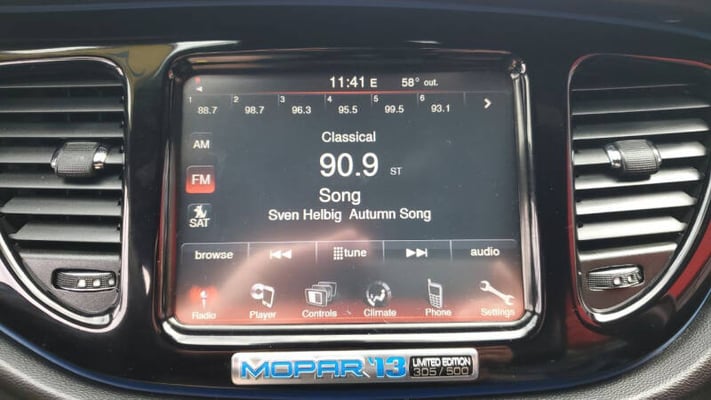 11:41 E 58° out.
1 2 3 4 5 6
88.7 98.7 96.3 95.5 99.5 93.1
AM
Classical
90.9 ST
FM
Song
Sven Helbig Autumn Song
SAT
browse tune audio
Radio Player Controls Climate Phone Settings
MOPAR '13 LIMITED EDITION
305/500